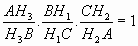 AH₃/H₃B · BH₁/H₁C · CH₂/H₂A = 1